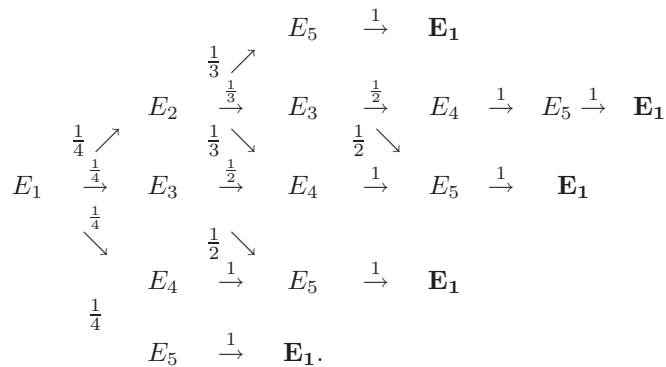 E₅ →¹ **E₁**
1/3 ↗
E₂ →^{1/3} E₃ →^{1/2} E₄ →¹ E₅ →¹ **E₁**
1/4 ↗ 1/3 ↘ 1/2 ↘
E₁ →^{1/4} E₃ →^{1/2} E₄ →¹ E₅ →¹ **E₁**
1/4 ↘ 1/2 ↘
E₄ →¹ E₅ →¹ **E₁**
1/4
E₅ →¹ **E₁**.